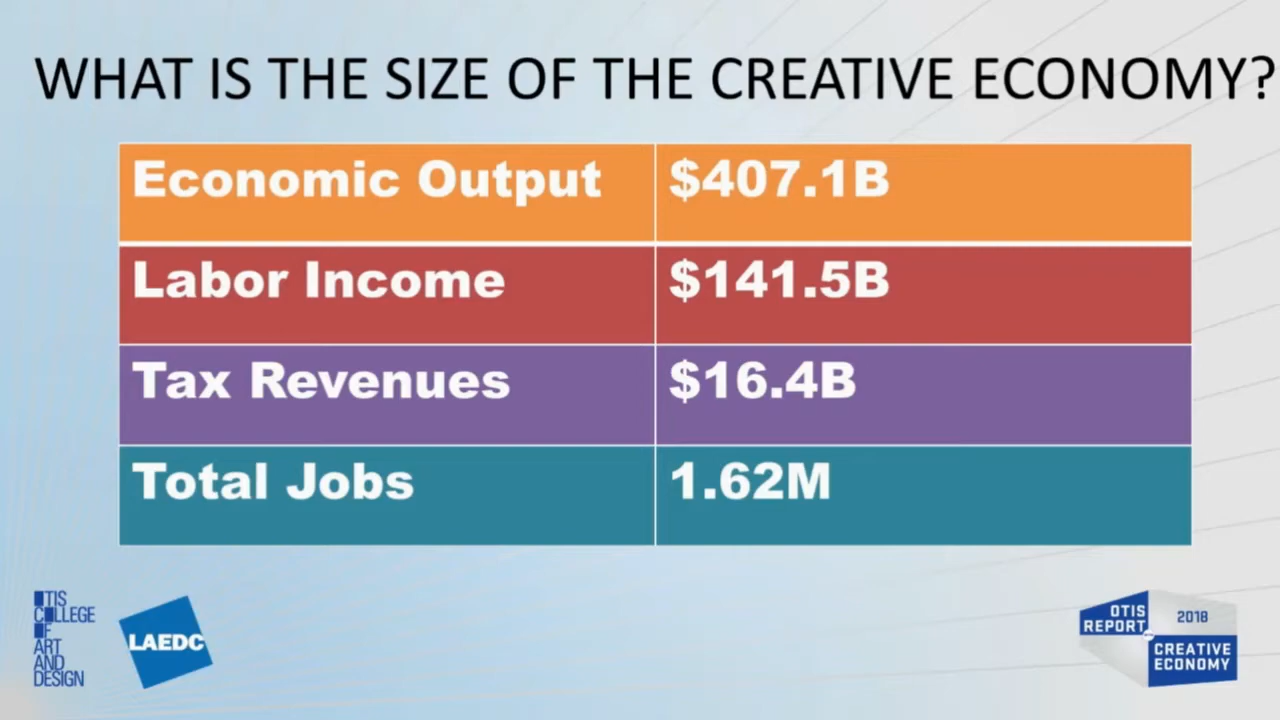 WHAT IS THE SIZE OF THE CREATIVE ECONOMY?
Economic Output $407.1B
Labor Income $141.5B
Tax Revenues $16.4B
Total Jobs 1.62M
OTIS
COLLEGE
OF
ART
AND
DESIGN
LAEDC
OTIS
REPORT
2018
CREATIVE
ECONOMY